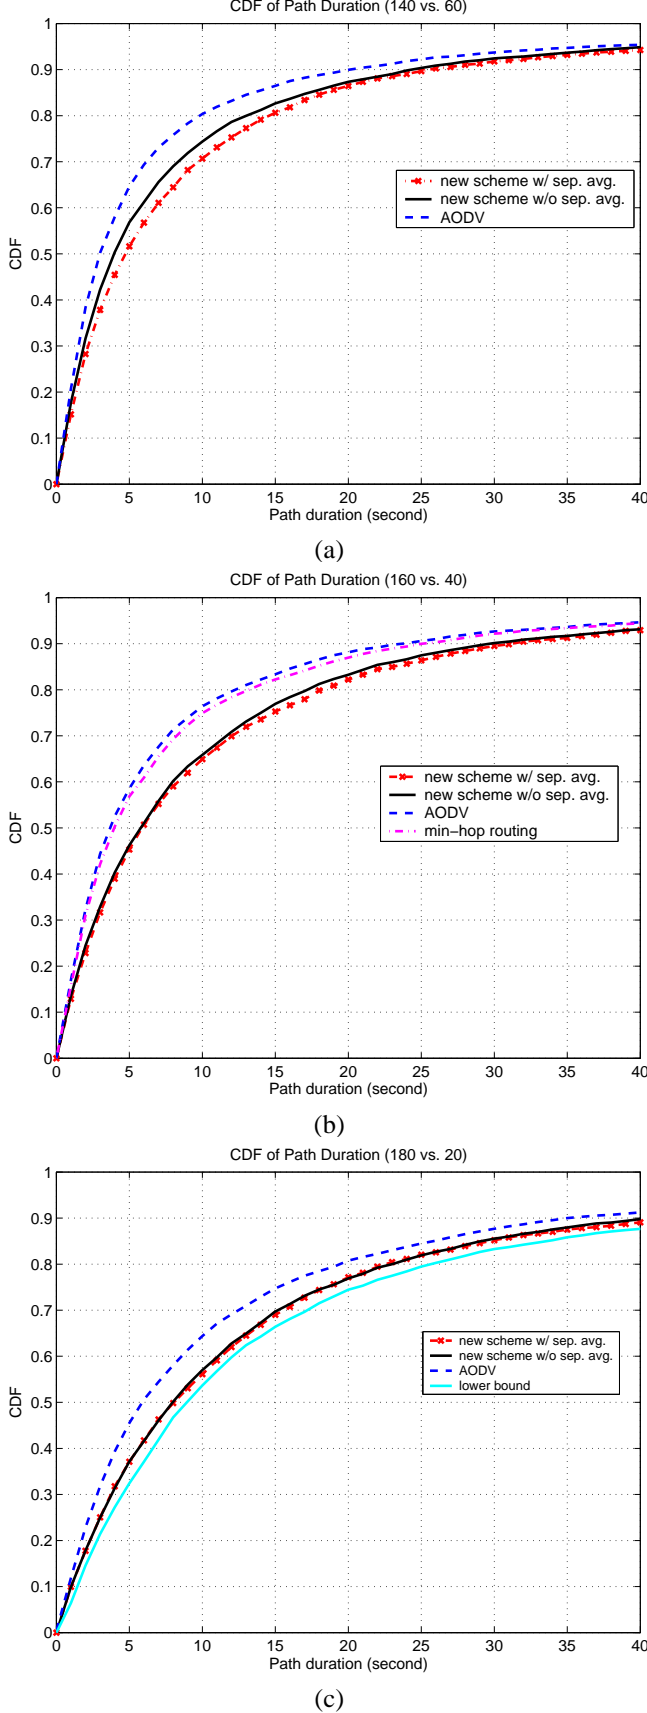 CDF of Path Duration (140 vs. 60)
1
0.9
0.8
0.7
0.6
0.5
0.4
0.3
0.2
0.1
0
CDF
new scheme w/ sep. avg.
new scheme w/o sep. avg.
AODV
0 5 10 15 20 25 30 35 40
Path duration (second)
(a)
CDF of Path Duration (160 vs. 40)
1
0.9
0.8
0.7
0.6
0.5
0.4
0.3
0.2
0.1
0
CDF
new scheme w/ sep. avg.
new scheme w/o sep. avg.
AODV
min−hop routing
0 5 10 15 20 25 30 35 40
Path duration (second)
(b)
CDF of Path Duration (180 vs. 20)
1
0.9
0.8
0.7
0.6
0.5
0.4
0.3
0.2
0.1
0
CDF
new scheme w/ sep. avg.
new scheme w/o sep. avg.
AODV
lower bound
0 5 10 15 20 25 30 35 40
Path duration (second)
(c)